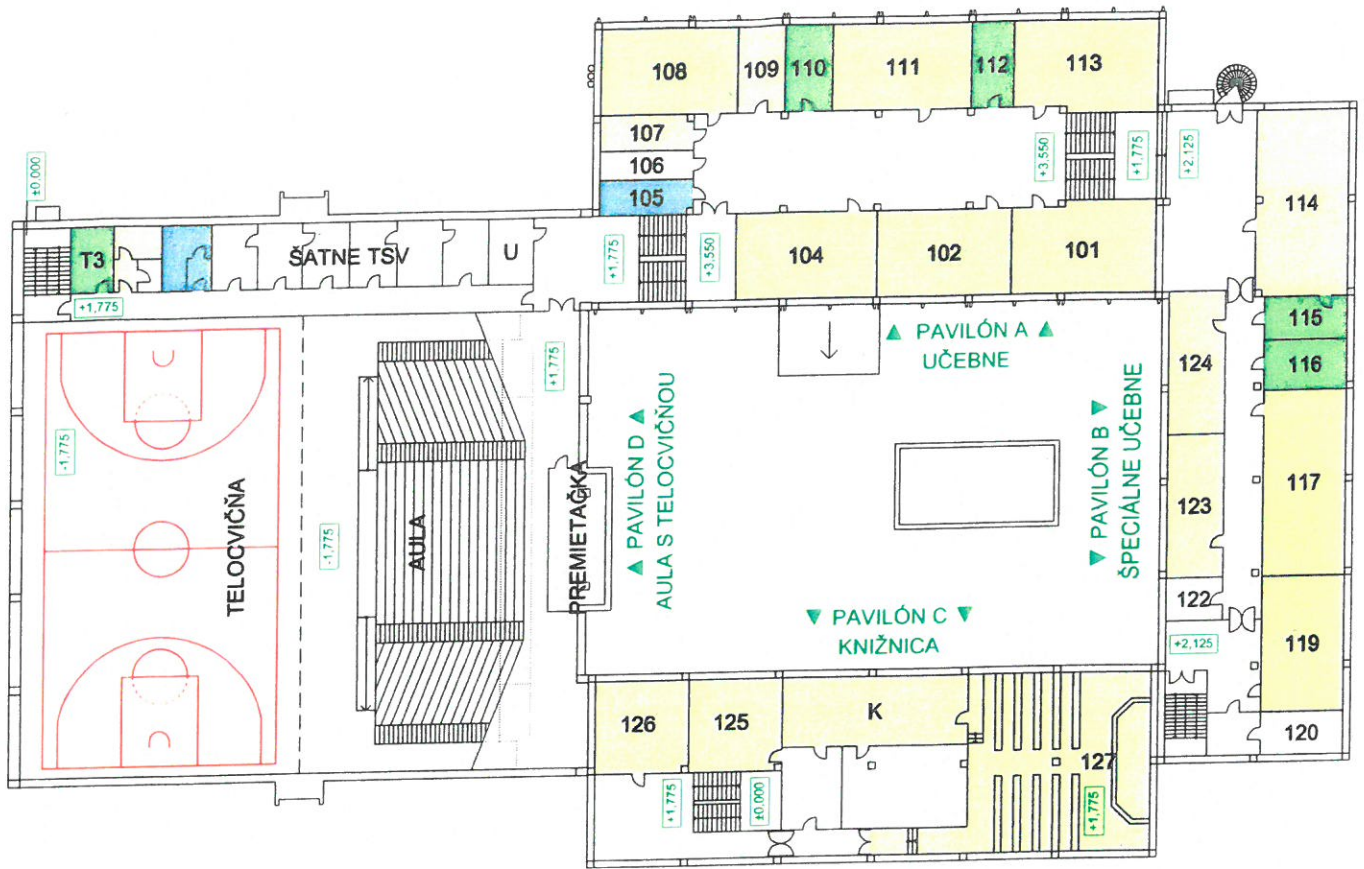 108
109
110
111
112
113
107
106
105
+3,550
+1,775
+2,125
114
±0.000
T3
ŠATNE TSV
U
+1,775
+3,550
104
102
101
+1,775
115
116
124
PAVILÓN A
UČEBNE
+1,775
-1,775
TELOCVIČŇA
-1,775
AULA
PREMIETAČKA
PAVILÓN D
AULA S TELOCVIČNOU
PAVILÓN B
ŠPECIÁLNE UČEBNE
123
117
122
PAVILÓN C
KNIŽNICA
+2,125
119
126
125
K
120
127
+1,775
±0.000
+1,775